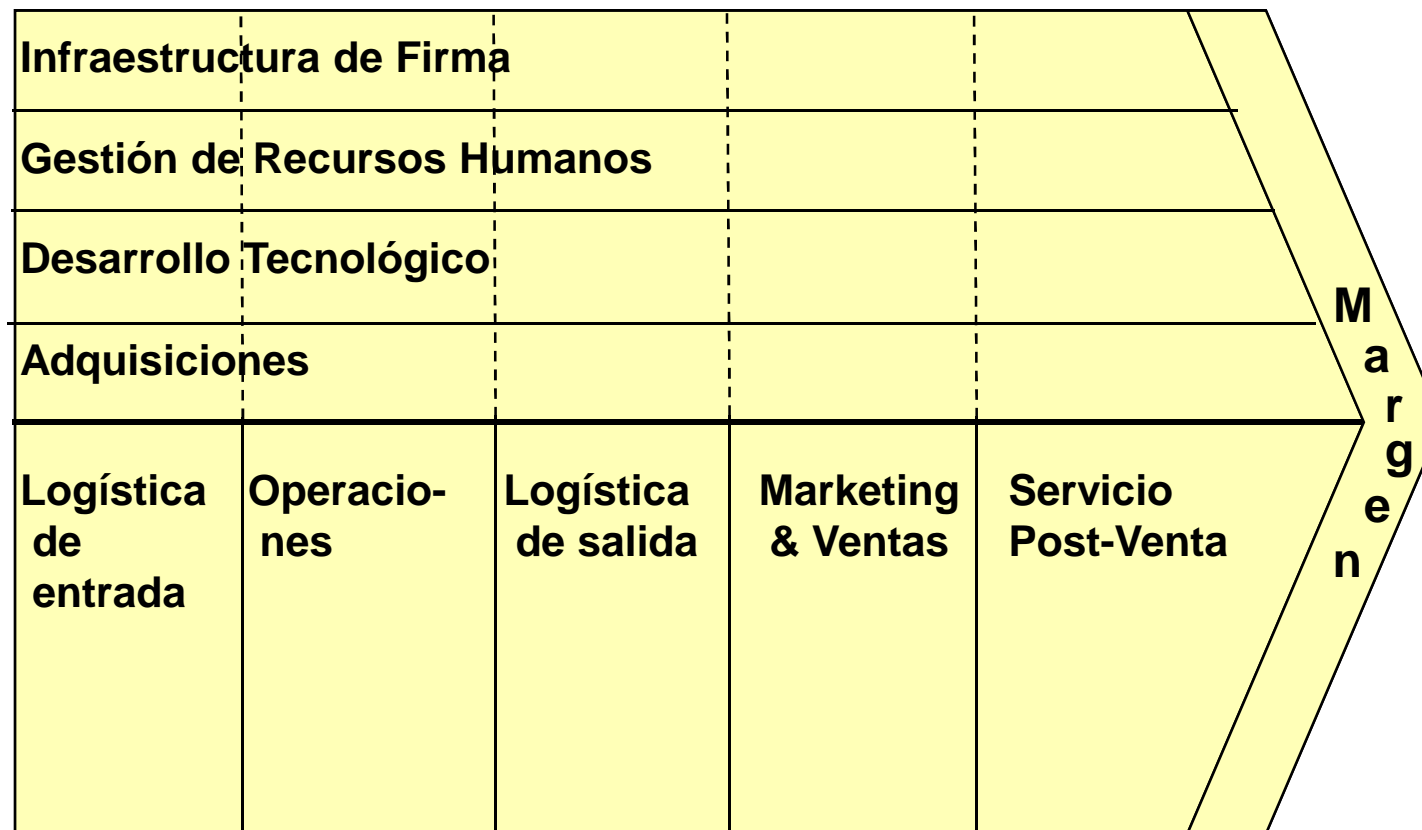 Infraestructura de Firma
Gestión de Recursos Humanos
Desarrollo Tecnológico
Adquisiciones
Logística
de
entrada
Operacio-
nes
Logística
de salida
Marketing
& Ventas
Servicio
Post-Venta
Margen